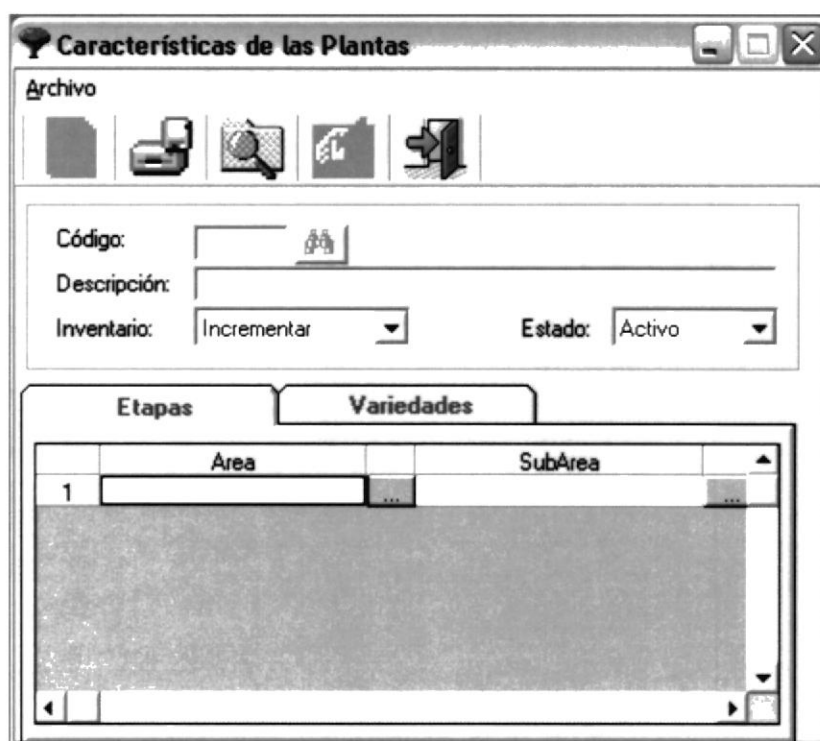 Características de las Plantas
Archivo
Código:
Descripción:
Inventario: Incrementar Estado: Activo
Etapas Variedades
Area SubArea
1 ... ...